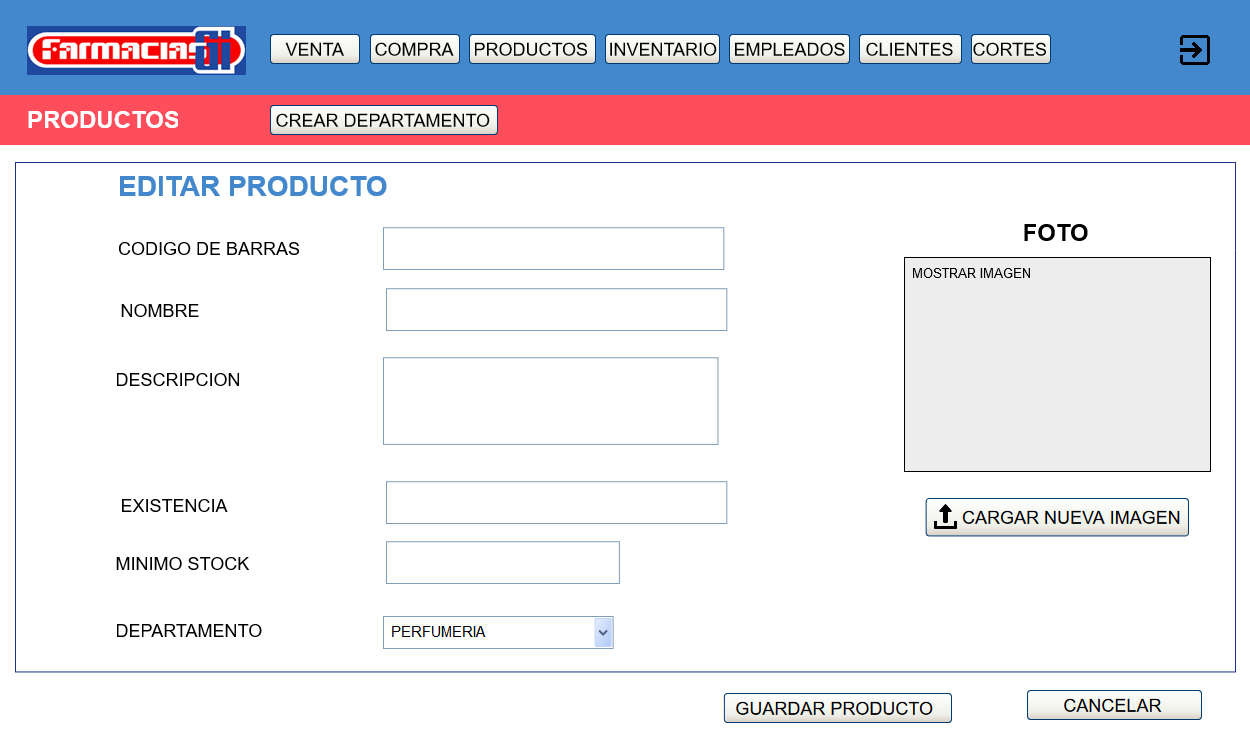 Farmacias GI
VENTA COMPRA PRODUCTOS INVENTARIO EMPLEADOS CLIENTES CORTES
PRODUCTOS CREAR DEPARTAMENTO
EDITAR PRODUCTO
CODIGO DE BARRAS
NOMBRE
DESCRIPCION
EXISTENCIA
MINIMO STOCK
DEPARTAMENTO PERFUMERIA
FOTO
MOSTRAR IMAGEN
CARGAR NUEVA IMAGEN
GUARDAR PRODUCTO CANCELAR